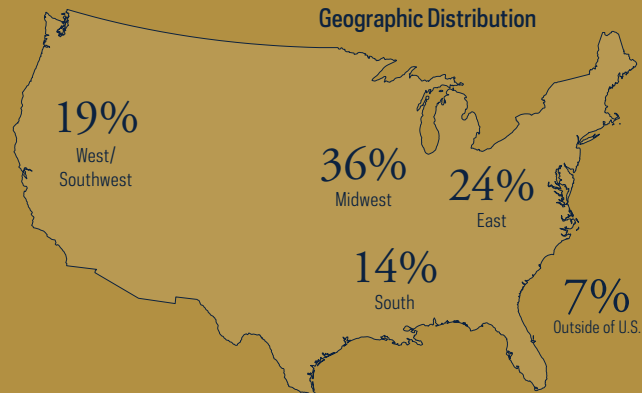 Geographic Distribution
19%
West/
Southwest
36%
Midwest
24%
East
14%
South
7%
Outside of U.S.